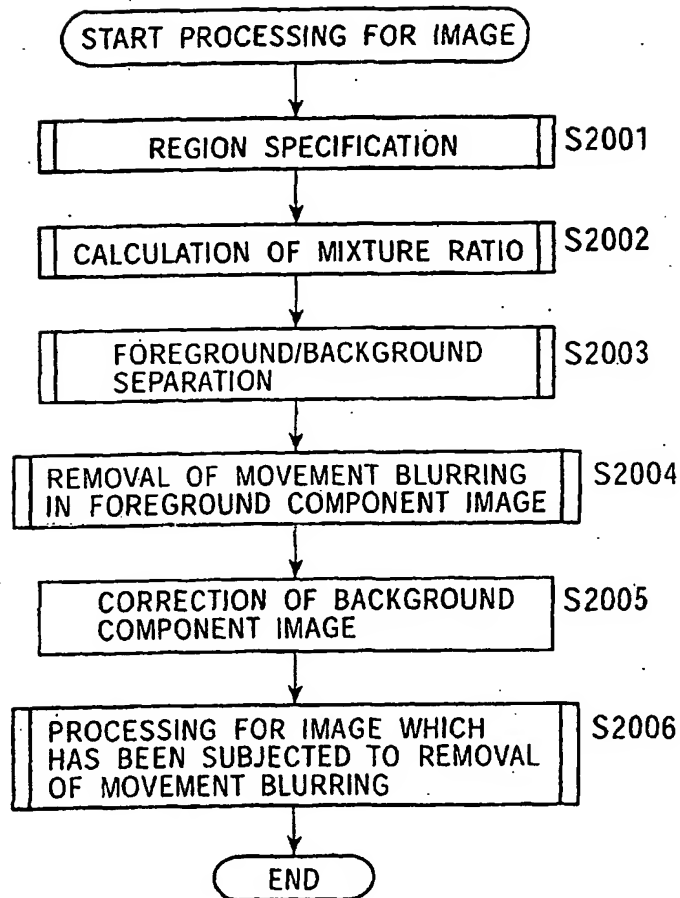 START PROCESSING FOR IMAGE
REGION SPECIFICATION
S2001
CALCULATION OF MIXTURE RATIO
S2002
FOREGROUND/BACKGROUND
SEPARATION
S2003
REMOVAL OF MOVEMENT BLURRING
IN FOREGROUND COMPONENT IMAGE
S2004
CORRECTION OF BACKGROUND
COMPONENT IMAGE
S2005
PROCESSING FOR IMAGE WHICH
HAS BEEN SUBJECTED TO REMOVAL
OF MOVEMENT BLURRING
S2006
END